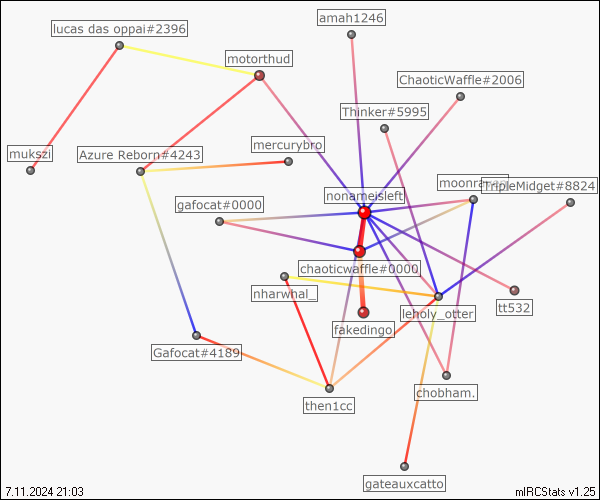 amah1246
lucas das oppai#2396
motorthud
ChaoticWaffle#2006
Thinker#5995
mercurybro
mukszi
Azure Reborn#4243
TripleMidget#8824
nonameisleft
gafocat#0000
chaoticwaffle#0000
nharwhal_
tt532
leholy_otter
fakedingo
Gafocat#4189
chobham.
then1cc
gateauxcatto
7.11.2024 21:03
mIRCStats v1.25